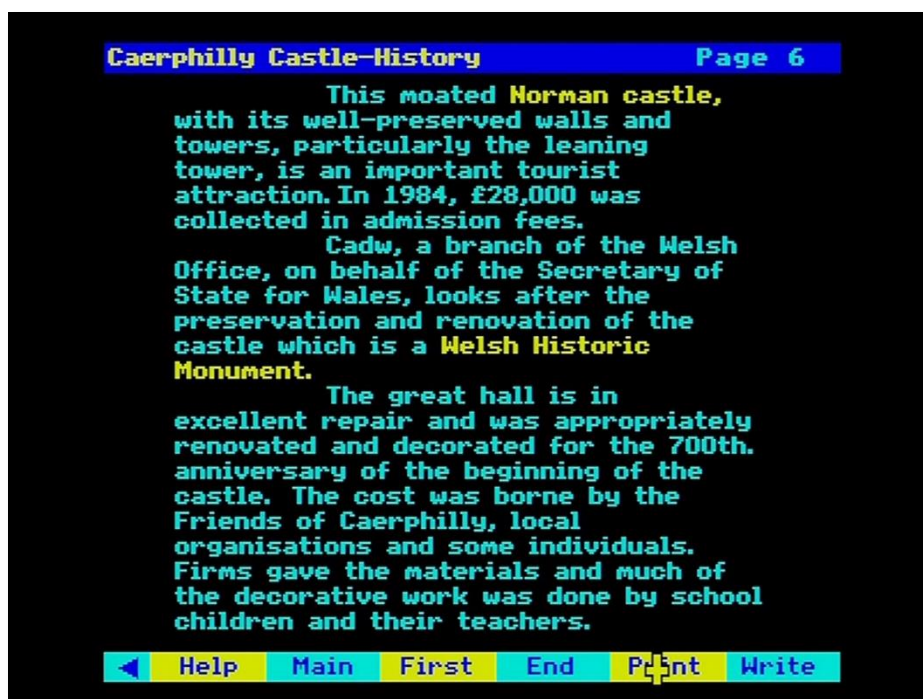 Caerphilly Castle-History Page 6
This moated Norman castle,
with its well-preserved walls and
towers, particularly the leaning
tower, is an important tourist
attraction. In 1984, £28,000 was
collected in admission fees.
Cadw, a branch of the Welsh
Office, on behalf of the Secretary of
State for Wales, looks after the
preservation and renovation of the
castle which is a Welsh Historic
Monument.
The great hall is in
excellent repair and was appropriately
renovated and decorated for the 700th.
anniversary of the beginning of the
castle. The cost was borne by the
Friends of Caerphilly, local
organisations and some individuals.
Firms gave the materials and much of
the decorative work was done by school
children and their teachers.
Help Main First End Print Write